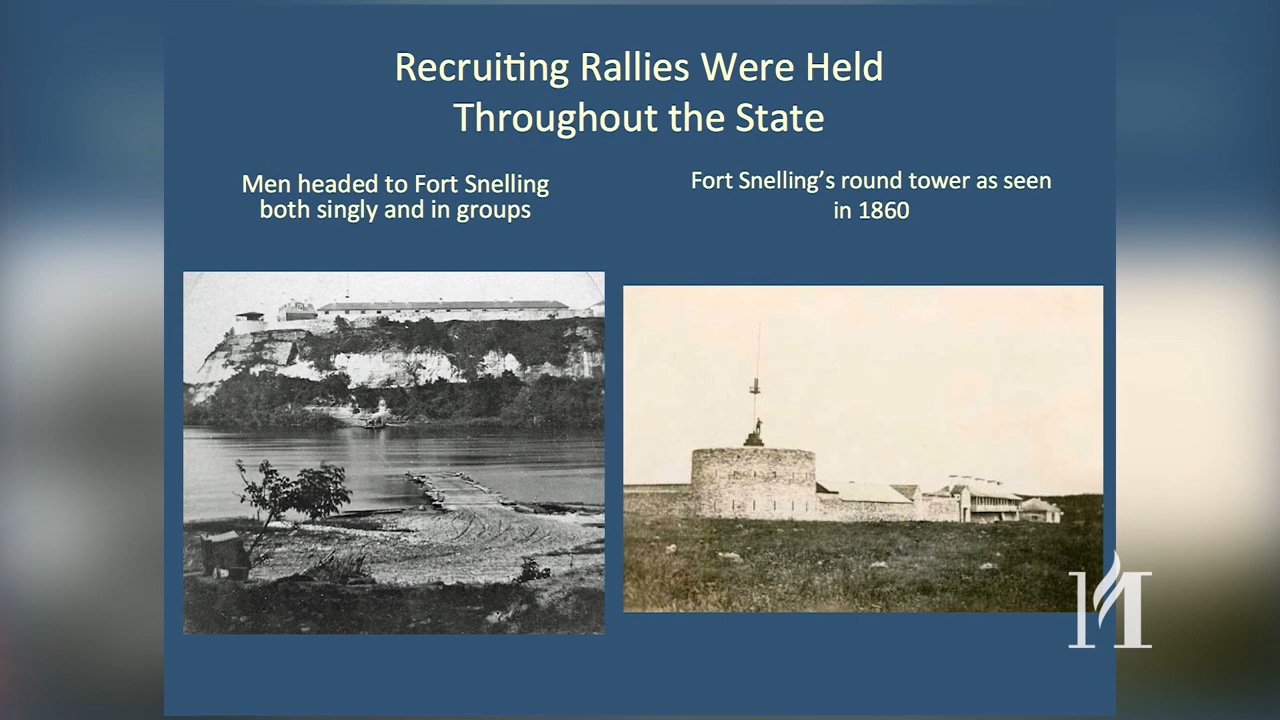 Recruiting Rallies Were Held
Throughout the State
Men headed to Fort Snelling
both singly and in groups
Fort Snelling’s round tower as seen
in 1860